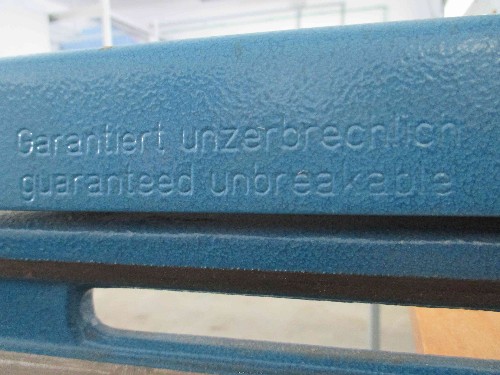 Garantiert unzerbrechlich
guaranteed unbreakable